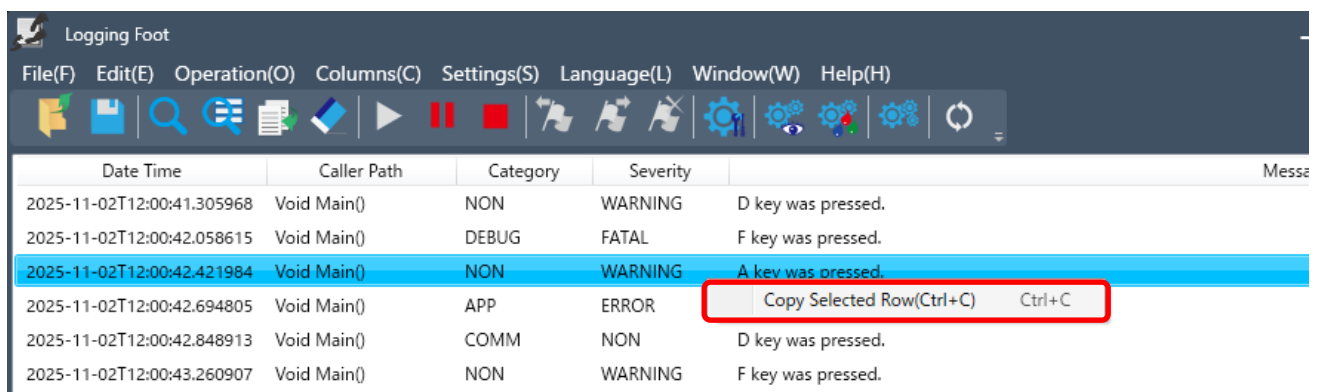 Logging Foot
File(F) Edit(E) Operation(O) Columns(C) Settings(S) Language(L) Window(W) Help(H)
Date Time Caller Path Category Severity Messa
2025-11-02T12:00:41.305968 Void Main() NON WARNING D key was pressed.
2025-11-02T12:00:42.058615 Void Main() DEBUG FATAL F key was pressed.
2025-11-02T12:00:42.421984 Void Main() NON WARNING A key was pressed.
Copy Selected Row(Ctrl+C) Ctrl+C
2025-11-02T12:00:42.694805 Void Main() APP ERROR
2025-11-02T12:00:42.848913 Void Main() COMM NON D key was pressed.
2025-11-02T12:00:43.260907 Void Main() NON WARNING F key was pressed.